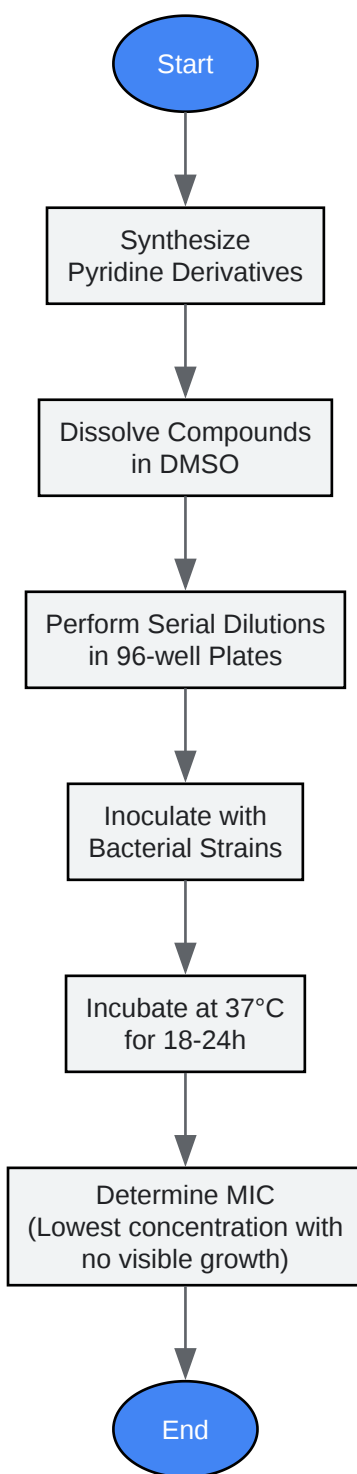 Start
Synthesize
Pyridine Derivatives
Dissolve Compounds
in DMSO
Perform Serial Dilutions
in 96-well Plates
Inoculate with
Bacterial Strains
Incubate at 37°C
for 18-24h
Determine MIC
(Lowest concentration with
no visible growth)
End